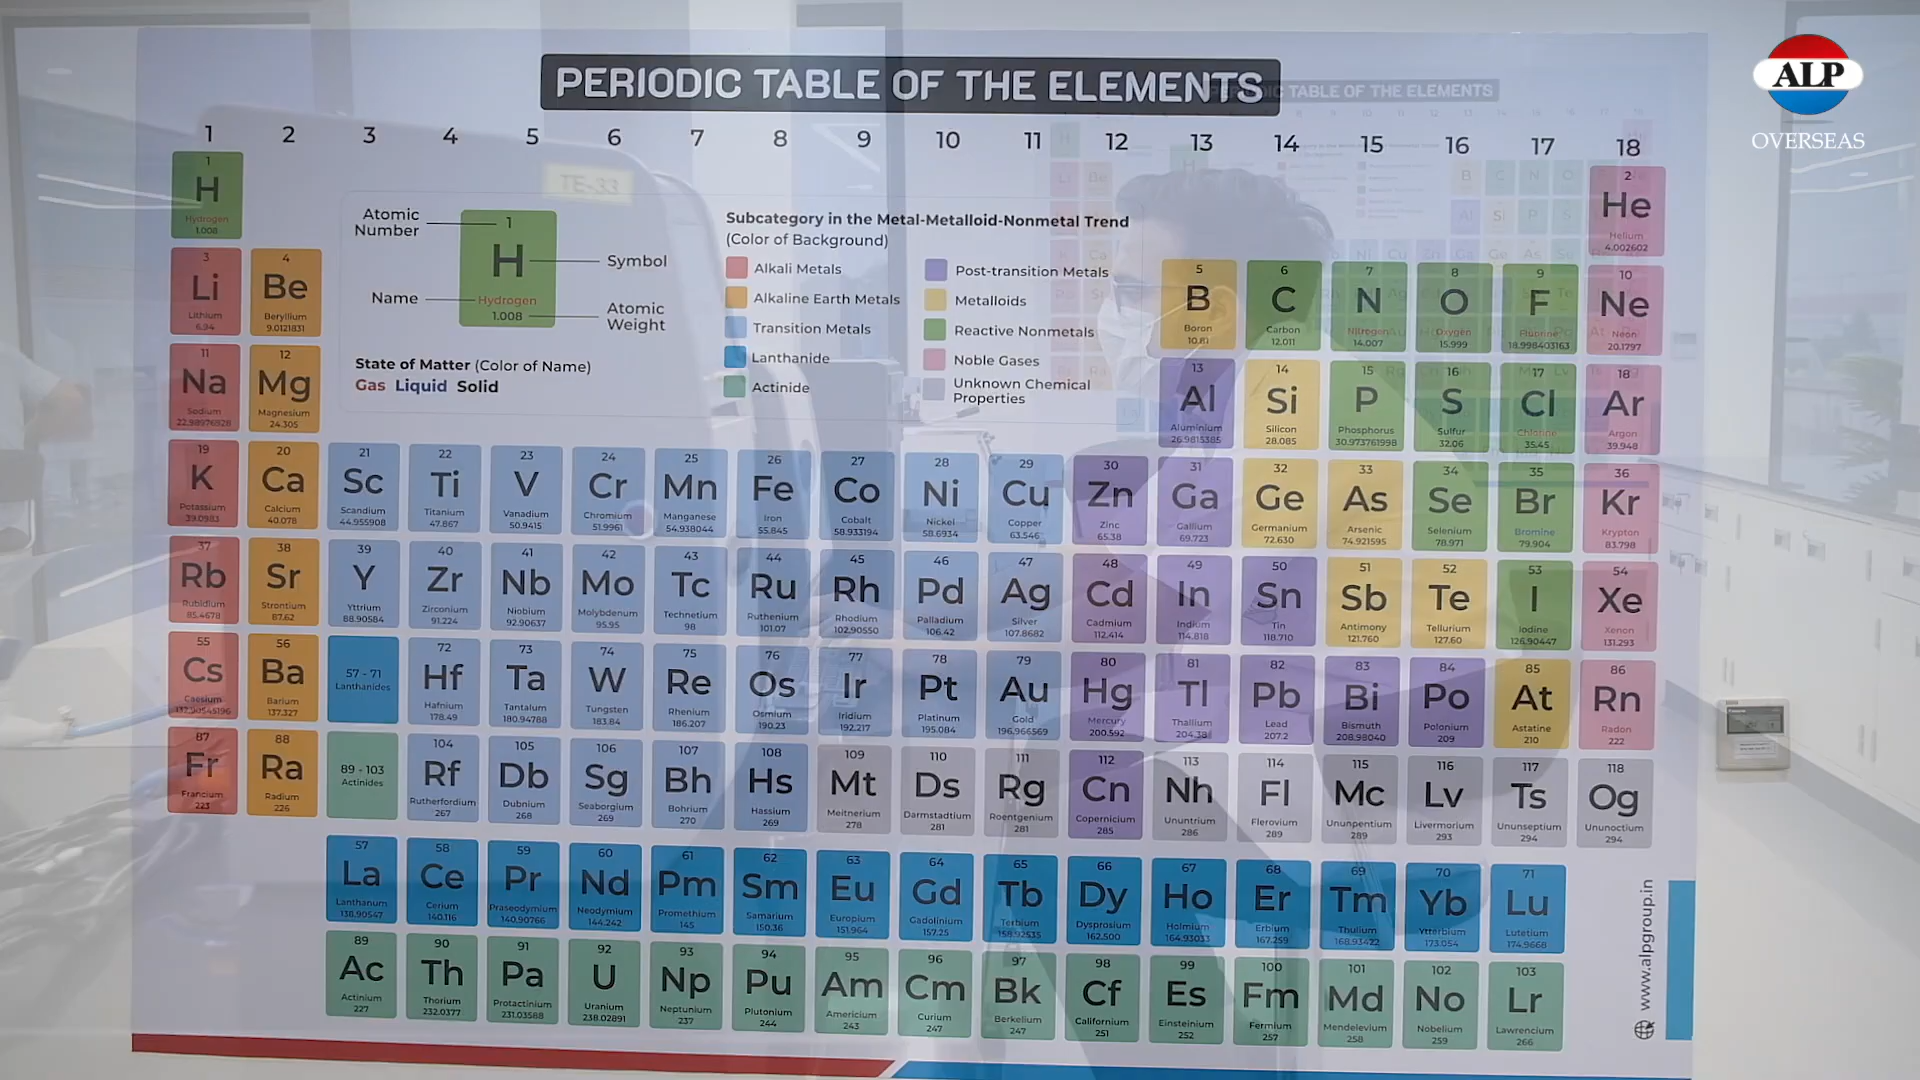 PERIODIC TABLE OF THE ELEMENTS
PERIODIC TABLE OF THE ELEMENTS
ALP
OVERSEAS
1 2 3 4 5 6 7 8 9 10 11 12 13 14 15 16 17 18
TE-33
1 H Hydrogen 1.008
2 He Helium 4.002602
Atomic Number
1
H
Hydrogen
1.008
Symbol
Name
Atomic Weight
State of Matter (Color of Name)
Gas Liquid Solid
Subcategory in the Metal-Metalloid-Nonmetal Trend
(Color of Background)
Alkali Metals
Alkaline Earth Metals
Transition Metals
Lanthanide
Actinide
Post-transition Metals
Metalloids
Reactive Nonmetals
Noble Gases
Unknown Chemical Properties
3 Li Lithium 6.94
4 Be Beryllium 9.0121831
5 B Boron 10.81
6 C Carbon 12.011
7 N Nitrogen 14.007
8 O Oxygen 15.999
9 F Fluorine 18.998403163
10 Ne Neon 20.1797
11 Na Sodium 22.98976928
12 Mg Magnesium 24.305
13 Al Aluminium 26.9815385
14 Si Silicon 28.085
15 P Phosphorus 30.973761998
16 S Sulfur 32.06
17 Cl Chlorine 35.45
18 Ar Argon 39.948
19 K Potassium 39.0983
20 Ca Calcium 40.078
21 Sc Scandium 44.955908
22 Ti Titanium 47.867
23 V Vanadium 50.9415
24 Cr Chromium 51.9961
25 Mn Manganese 54.938044
26 Fe Iron 55.845
27 Co Cobalt 58.933194
28 Ni Nickel 58.6934
29 Cu Copper 63.546
30 Zn Zinc 65.38
31 Ga Gallium 69.723
32 Ge Germanium 72.630
33 As Arsenic 74.921595
34 Se Selenium 78.971
35 Br Bromine 79.904
36 Kr Krypton 83.798
37 Rb Rubidium 85.4678
38 Sr Strontium 87.62
39 Y Yttrium 88.90584
40 Zr Zirconium 91.224
41 Nb Niobium 92.90637
42 Mo Molybdenum 95.95
43 Tc Technetium 98
44 Ru Ruthenium 101.07
45 Rh Rhodium 102.90550
46 Pd Palladium 106.42
47 Ag Silver 107.8682
48 Cd Cadmium 112.414
49 In Indium 114.818
50 Sn Tin 118.710
51 Sb Antimony 121.760
52 Te Tellurium 127.60
53 I Iodine 126.90447
54 Xe Xenon 131.293
55 Cs Caesium 132.90545196
56 Ba Barium 137.327
57 - 71 Lanthanides
72 Hf Hafnium 178.49
73 Ta Tantalum 180.94788
74 W Tungsten 183.84
75 Re Rhenium 186.207
76 Os Osmium 190.23
77 Ir Iridium 192.217
78 Pt Platinum 195.084
79 Au Gold 196.966569
80 Hg Mercury 200.592
81 Tl Thallium 204.38
82 Pb Lead 207.2
83 Bi Bismuth 208.98040
84 Po Polonium 209
85 At Astatine 210
86 Rn Radon 222
87 Fr Francium 223
88 Ra Radium 226
89 - 103 Actinides
104 Rf Rutherfordium 267
105 Db Dubnium 268
106 Sg Seaborgium 269
107 Bh Bohrium 270
108 Hs Hassium 269
109 Mt Meitnerium 278
110 Ds Darmstadtium 281
111 Rg Roentgenium 281
112 Cn Copernicium 285
113 Nh Ununtrium 286
114 Fl Flerovium 289
115 Mc Ununpentium 289
116 Lv Livermorium 293
117 Ts Ununseptium 294
118 Og Ununoctium 294
57 La Lanthanum 138.90547
58 Ce Cerium 140.116
59 Pr Praseodymium 140.90766
60 Nd Neodymium 144.242
61 Pm Promethium 145
62 Sm Samarium 150.36
63 Eu Europium 151.964
64 Gd Gadolinium 157.25
65 Tb Terbium 158.92535
66 Dy Dysprosium 162.500
67 Ho Holmium 164.93033
68 Er Erbium 167.259
69 Tm Thulium 168.93422
70 Yb Ytterbium 173.054
71 Lu Lutetium 174.9668
89 Ac Actinium 227
90 Th Thorium 232.0377
91 Pa Protactinium 231.03588
92 U Uranium 238.02891
93 Np Neptunium 237
94 Pu Plutonium 244
95 Am Americium 243
96 Cm Curium 247
97 Bk Berkelium 247
98 Cf Californium 251
99 Es Einsteinium 252
100 Fm Fermium 257
101 Md Mendelevium 258
102 No Nobelium 259
103 Lr Lawrencium 266
www.alpgroup.in